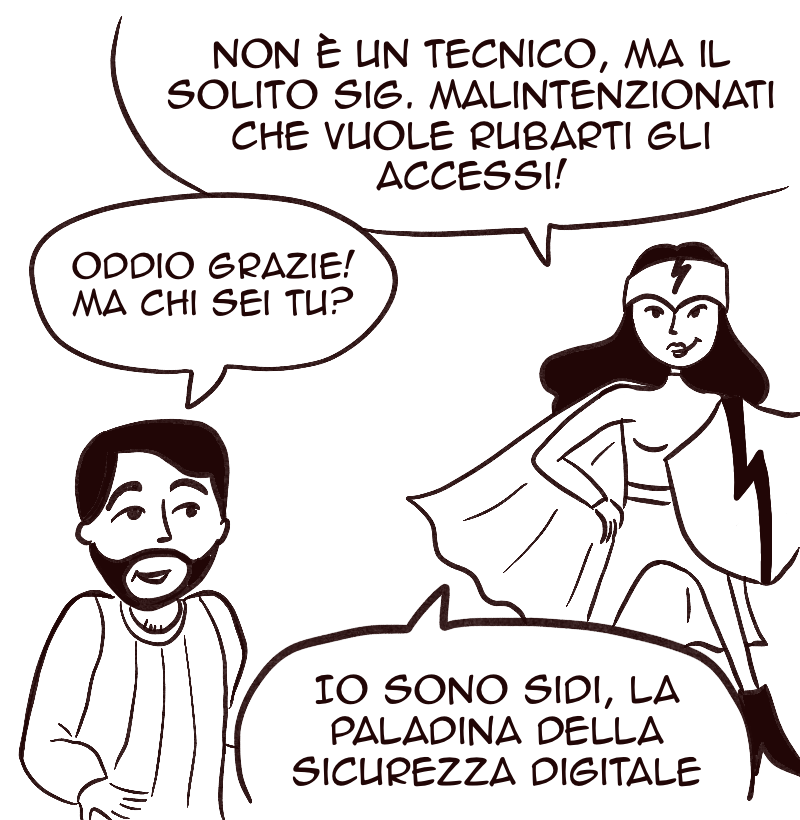 NON È UN TECNICO, MA IL
SOLITO SIG. MALINTENZIONATI
CHE VUOLE RUBARTI GLI
ACCESSI!
ODDIO GRAZIE!
MA CHI SEI TU?
IO SONO SIDI, LA
PALADINA DELLA
SICUREZZA DIGITALE